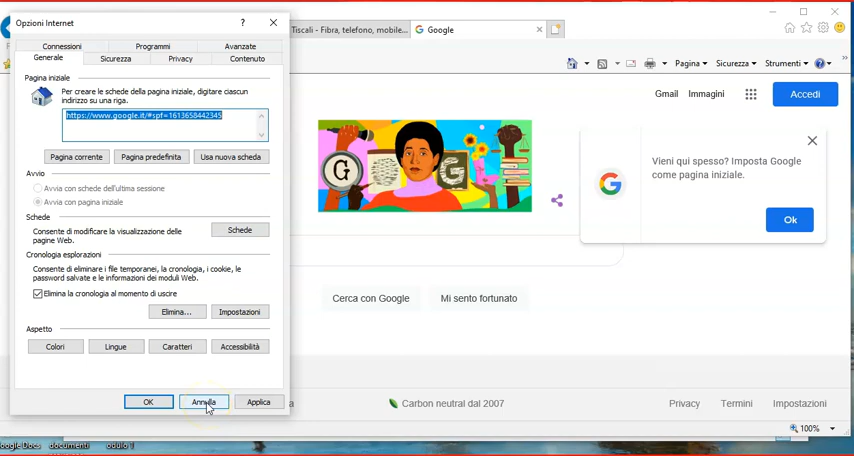 Opzioni Internet
?
Connessioni Programmi Avanzate
Generale Sicurezza Privacy Contenuto
Pagina iniziale
Per creare le schede della pagina iniziale, digitare ciascun
indirizzo su una riga.
https://www.google.it/#spf=1613658442345
Pagina corrente Pagina predefinita Usa nuova scheda
Avvio
Avvia con schede dell'ultima sessione
Avvia con pagina iniziale
Schede
Consente di modificare la visualizzazione delle
pagine Web.
Schede
Cronologia esplorazioni
Consente di eliminare i file temporanei, la cronologia, i cookie, le
password salvate e le informazioni dei moduli Web.
Elimina la cronologia al momento di uscire
Elimina... Impostazioni
Aspetto
Colori Lingue Caratteri Accessibilità
OK Annulla Applica
Tiscali - Fibra, telefono, mobile...
Google
Pagina Sicurezza Strumenti
Gmail Immagini Accedi
G G
Vieni qui spesso? Imposta Google
come pagina iniziale.
Ok
Cerca con Google Mi sento fortunato
Carbon neutral dal 2007
Privacy Termini Impostazioni
100%
documenti